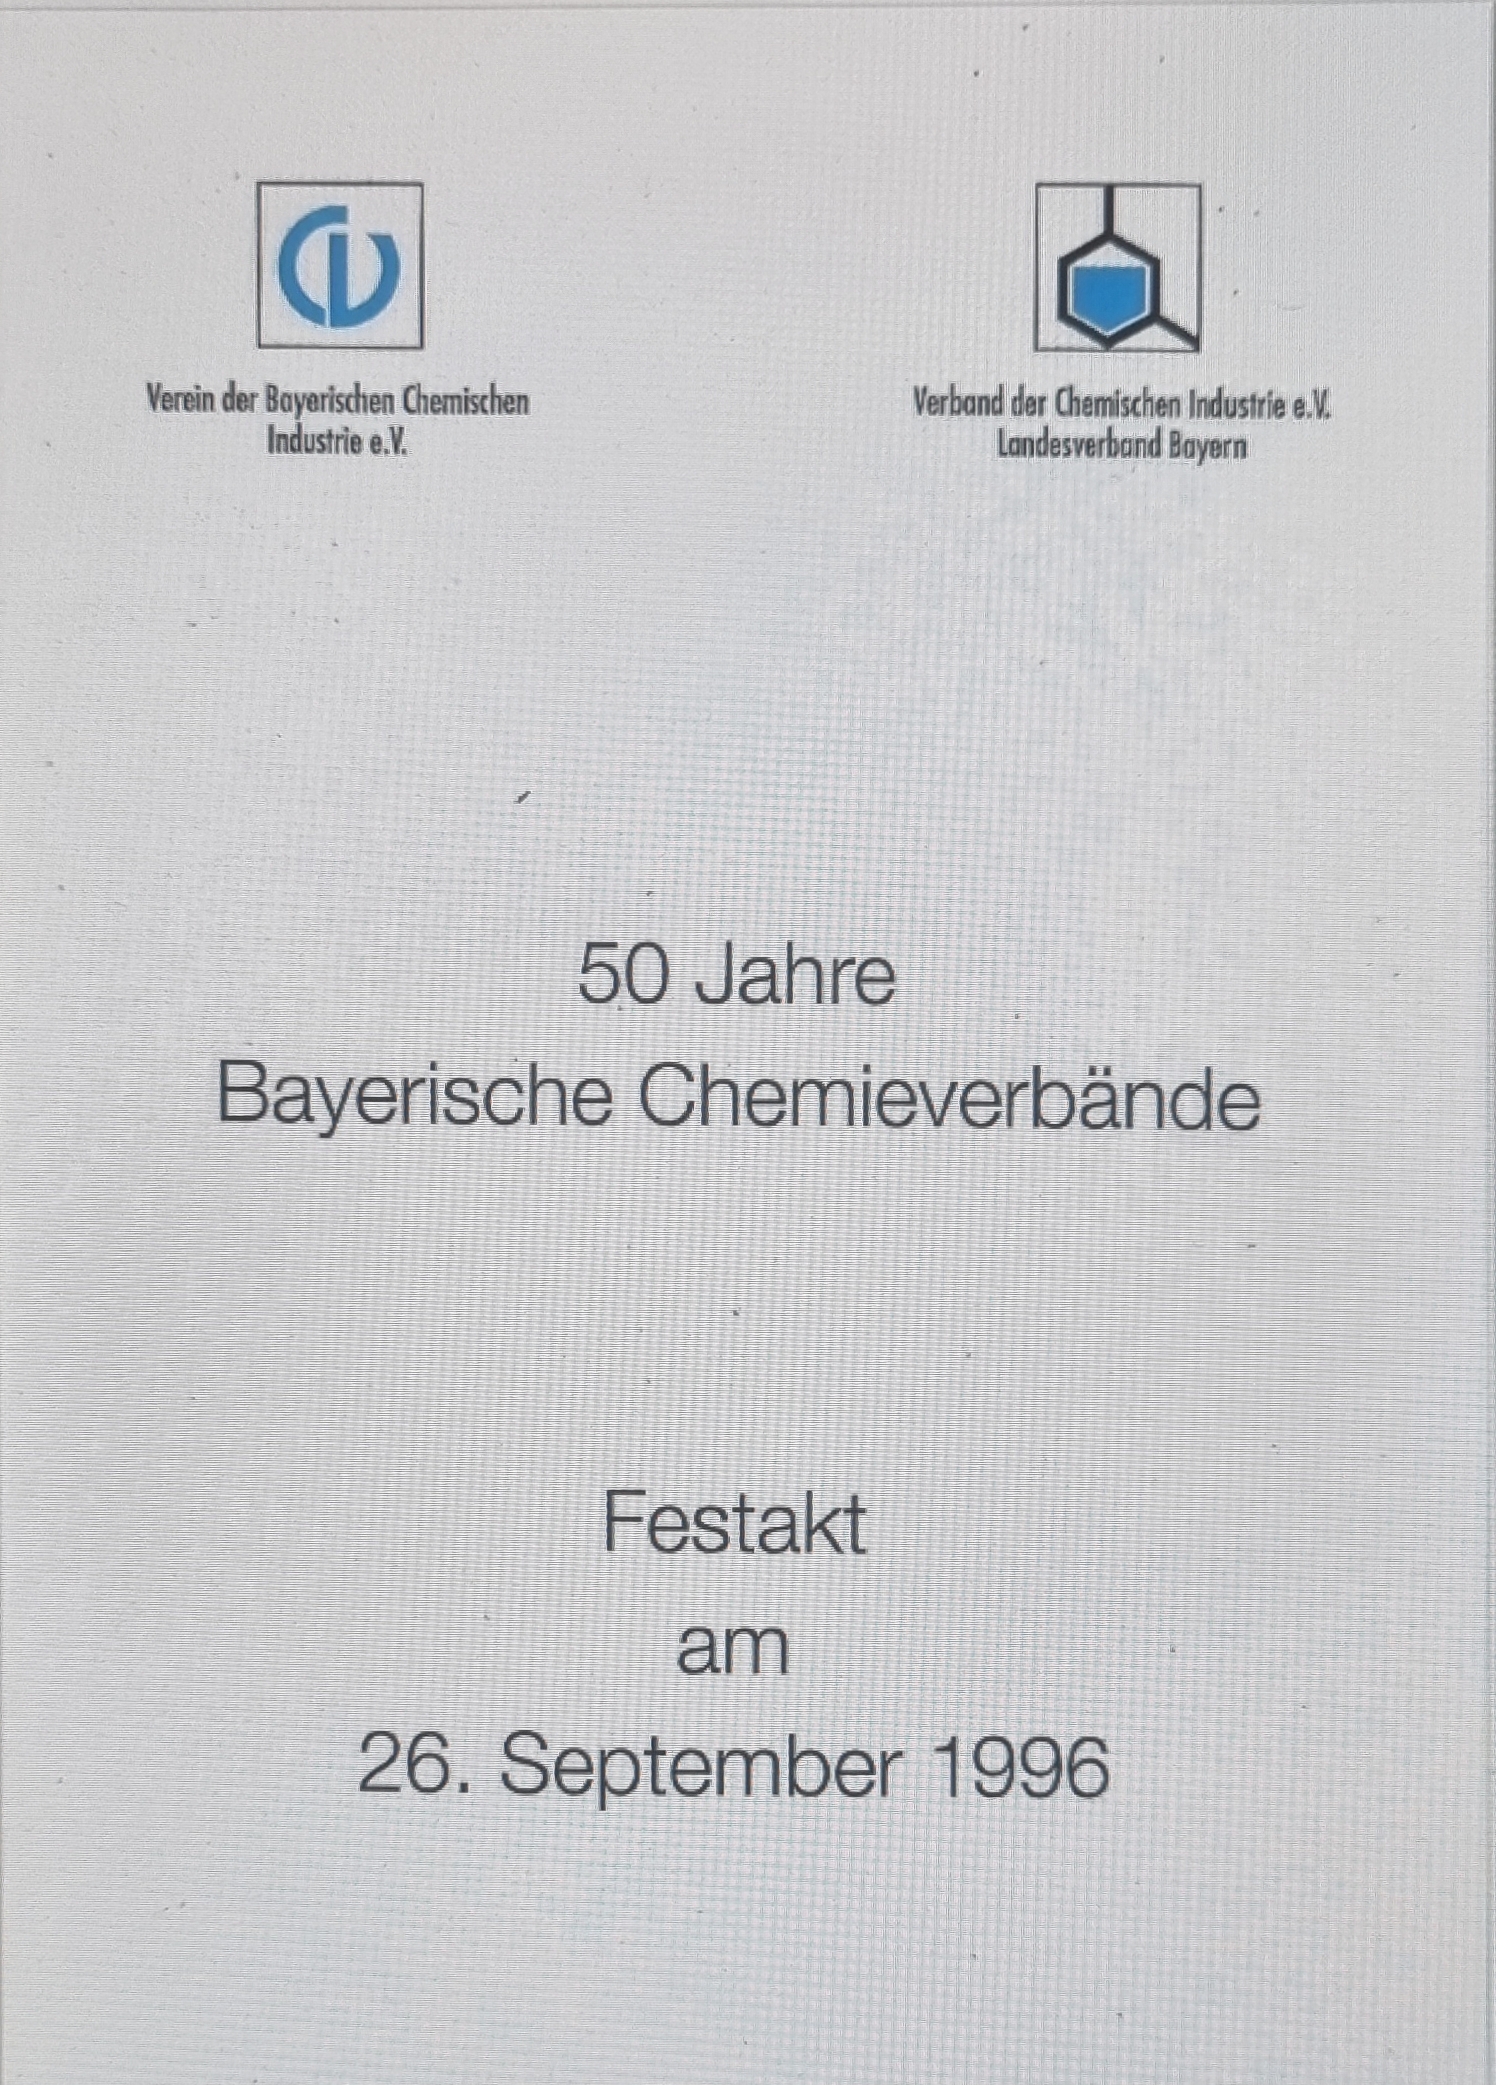 Verein der Bayerischen Chemischen
Industrie e.V.
Verband der Chemischen Industrie e.V.
Landesverband Bayern
50 Jahre
Bayerische Chemieverbände
Festakt
am
26. September 1996